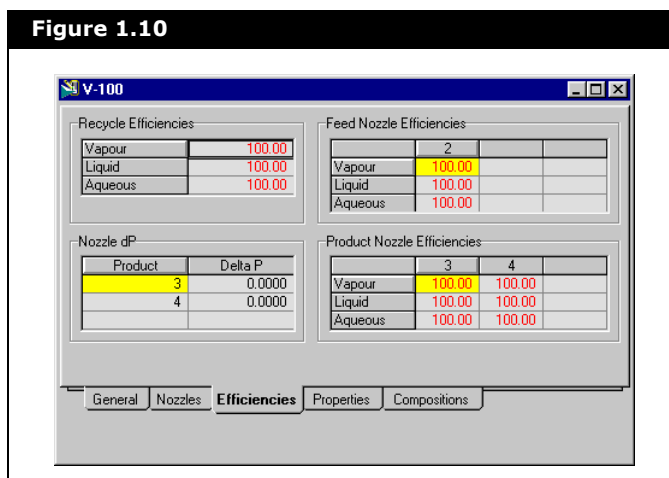 Figure 1.10
V-100
Recycle Efficiencies
Vapour 100.00
Liquid 100.00
Aqueous 100.00
Feed Nozzle Efficiencies
2
Vapour 100.00
Liquid 100.00
Aqueous 100.00
Nozzle dP
Product Delta P
3 0.0000
4 0.0000
Product Nozzle Efficiencies
3 4
Vapour 100.00 100.00
Liquid 100.00 100.00
Aqueous 100.00 100.00
General Nozzles Efficiencies Properties Compositions